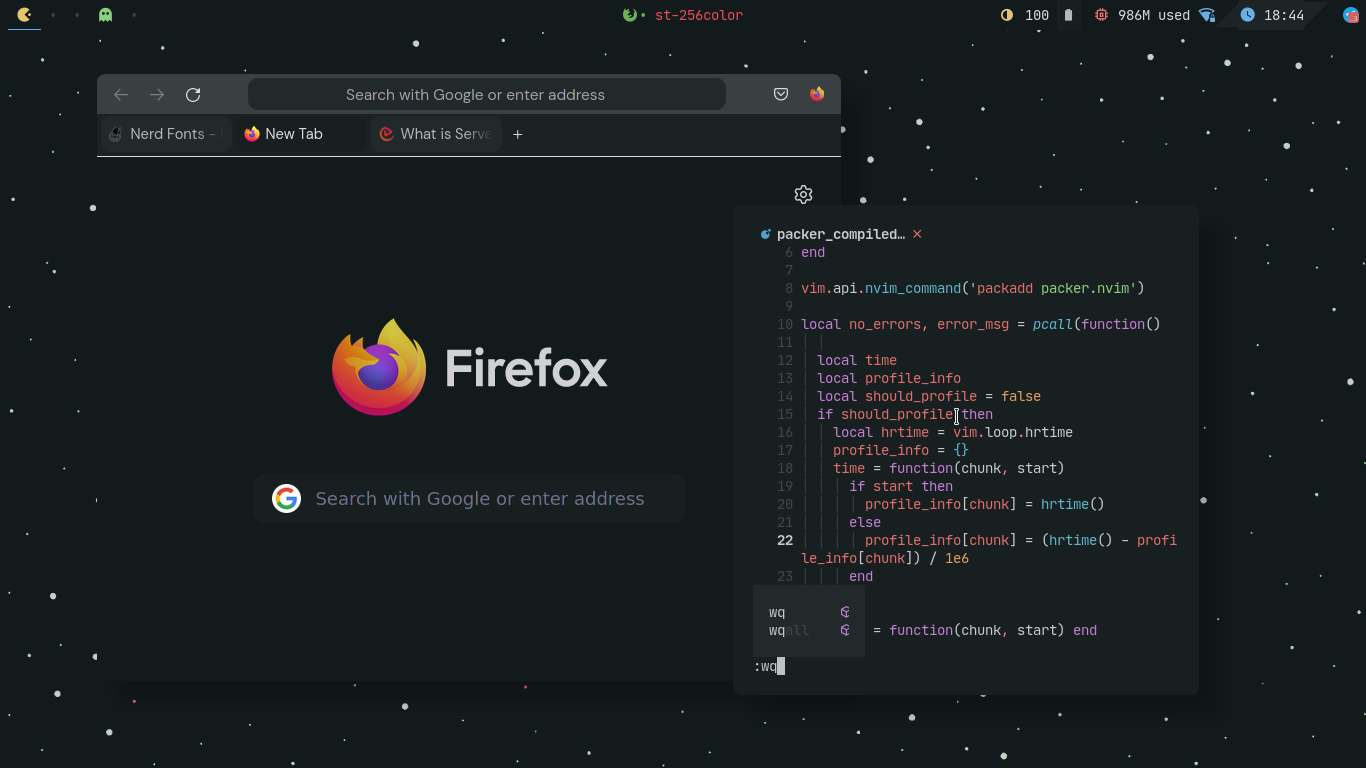 st-256color
100
986M used
18:44
Search with Google or enter address
Nerd Fonts -
New Tab
What is Serve
+
Firefox
Search with Google or enter address
packer_compiled…
6 end
7
8 vim.api.nvim_command('packadd packer.nvim')
9
10 local no_errors, error_msg = pcall(function()
11
12 local time
13 local profile_info
14 local should_profile = false
15 if should_profile then
16 local hrtime = vim.loop.hrtime
17 profile_info = {}
18 time = function(chunk, start)
19 if start then
20 profile_info[chunk] = hrtime()
21 else
22 profile_info[chunk] = (hrtime() - profi
le_info[chunk]) / 1e6
23 end
wq
wqall = function(chunk, start) end
:wq